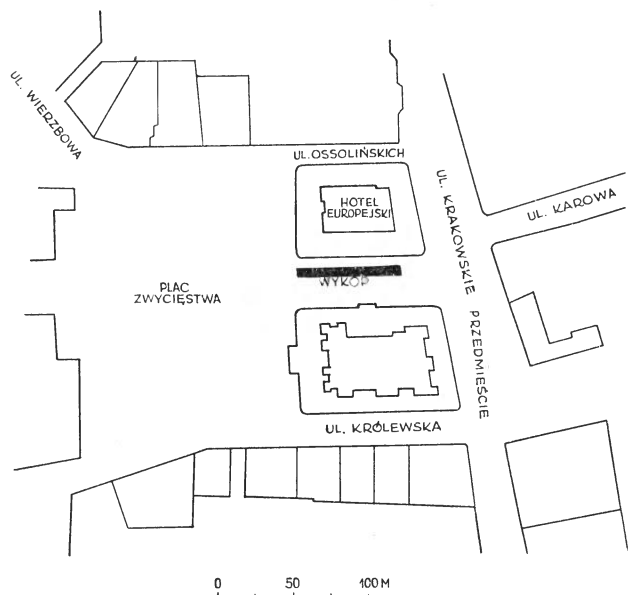 UL. WIERZBOWA
UL. OSSOLIŃSKICH
HOTEL
EUROPEJSKI
UL. KRAKOWSKIE PRZEDMIEŚCIE
UL. KAROWA
WYKOP
PLAC
ZWYCIĘSTWA
UL. KRÓLEWSKA
0 50 100 M